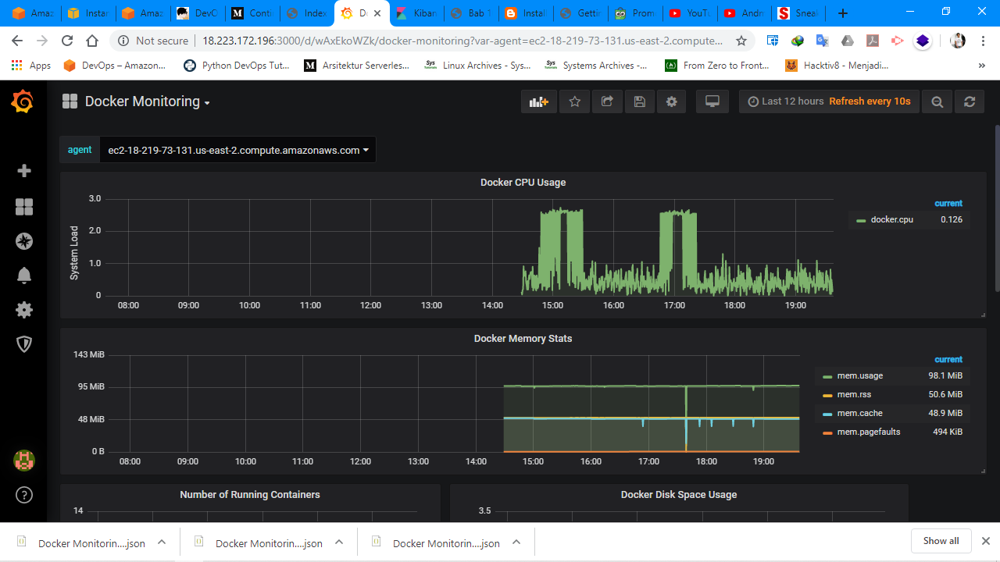 Amaz
Instan
Amaz
DevO
Conti
Index
Do
Kiban
Bab 1
Install
Gettin
Prom
YouTu
Andre
Sneal
Not secure
18.223.172.196:3000/d/wAxEkoWZk/docker-monitoring?var-agent=ec2-18-219-73-131.us-east-2.compute...
Apps
DevOps – Amazon...
Python DevOps Tut...
Arsitektur Serverles...
Linux Archives - Sys...
Systems Archives -...
From Zero to Front...
Hacktiv8 - Menjadi...
Docker Monitoring
Last 12 hours Refresh every 10s
agent
ec2-18-219-73-131.us-east-2.compute.amazonaws.com
Docker CPU Usage
System Load
3.0
2.0
1.0
0
08:00 09:00 10:00 11:00 12:00 13:00 14:00 15:00 16:00 17:00 18:00 19:00
current
docker.cpu 0.126
Docker Memory Stats
143 MiB
95 MiB
48 MiB
0 B
08:00 09:00 10:00 11:00 12:00 13:00 14:00 15:00 16:00 17:00 18:00 19:00
current
mem.usage 98.1 MiB
mem.rss 50.6 MiB
mem.cache 48.9 MiB
mem.pagefaults 494 KiB
Number of Running Containers
14
Docker Disk Space Usage
3.5
Docker Monitorin....json
Docker Monitorin....json
Docker Monitorin....json
Show all